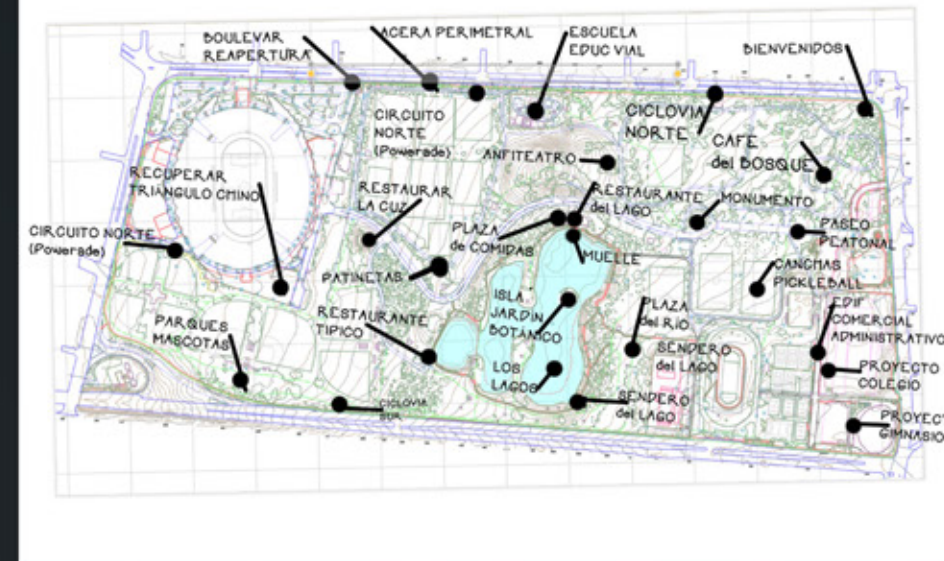 BOULEVAR
REAPERTURA
ACERA PERIMETRAL
ESCUELA
EDUC VIAL
BIENVENIDOS
CIRCUITO
NORTE
(Powerade)
CICLOVIA
NORTE
CAFE
del BOSQUE
ANFITEATRO
RECUPERAR
TRIANGULO CHINO
RESTAURAR
LA CUZ
RESTAURANTE
del LAGO
MONUMENTO
CIRCUITO NORTE
(Powerade)
PLAZA
de COMIDAS
PASEO
PEATONAL
MUELLE
PATINETAS
CANCHAS
PICKLEBALL
ISLA
JARDIN
BOTÁNICO
PLAZA
del RIO
EDIF
COMERCIAL
ADMINISTRATIVO
RESTAURANTE
TIPICO
PARQUES
MASCOTAS
SENDERO
del LAGO
LOS
LAGOS
PROYECTO
COLEGIO
CICLOVIA
SUR
SENDERO
del LAGO
PROYECT
GIMNASIO